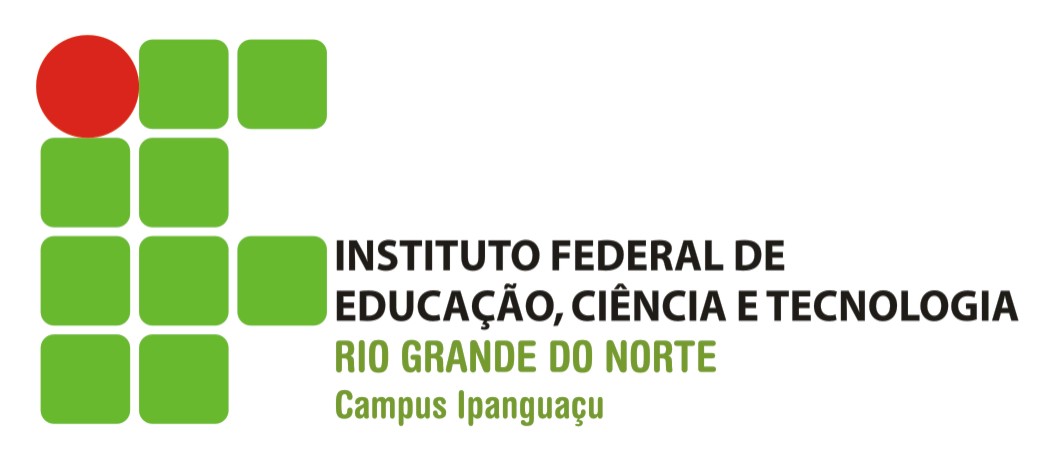 INSTITUTO FEDERAL DE
EDUCAÇÃO, CIÊNCIA E TECNOLOGIA
RIO GRANDE DO NORTE
Campus Ipanguaçu